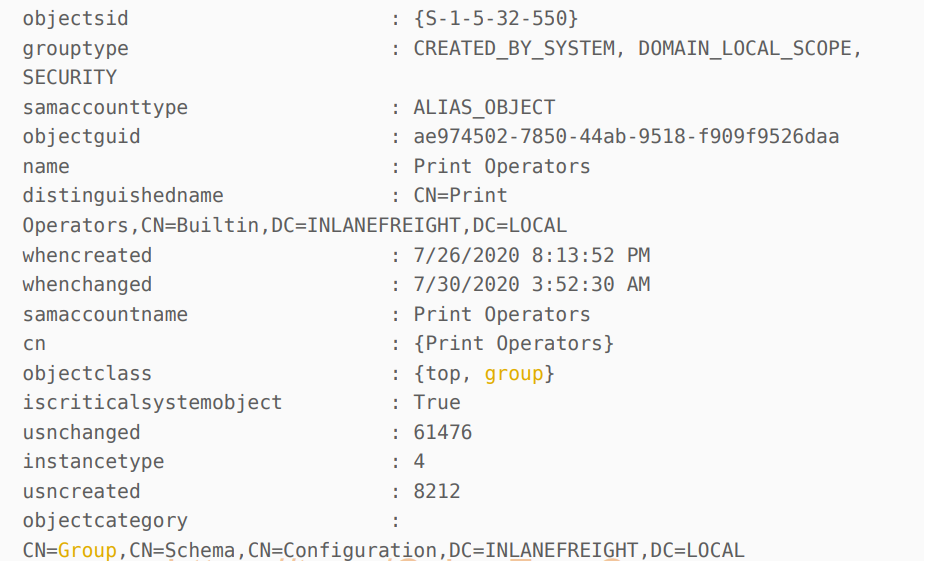 objectsid : {S-1-5-32-550}
grouptype : CREATED_BY_SYSTEM, DOMAIN_LOCAL_SCOPE,
SECURITY
samaccounttype : ALIAS_OBJECT
objectguid : ae974502-7850-44ab-9518-f909f9526daa
name : Print Operators
distinguishedname : CN=Print
Operators,CN=Builtin,DC=INLANEFREIGHT,DC=LOCAL
whencreated : 7/26/2020 8:13:52 PM
whenchanged : 7/30/2020 3:52:30 AM
samaccountname : Print Operators
cn : {Print Operators}
objectclass : {top, group}
iscriticalsystemobject : True
usnchanged : 61476
instancetype : 4
usncreated : 8212
objectcategory :
CN=Group,CN=Schema,CN=Configuration,DC=INLANEFREIGHT,DC=LOCAL